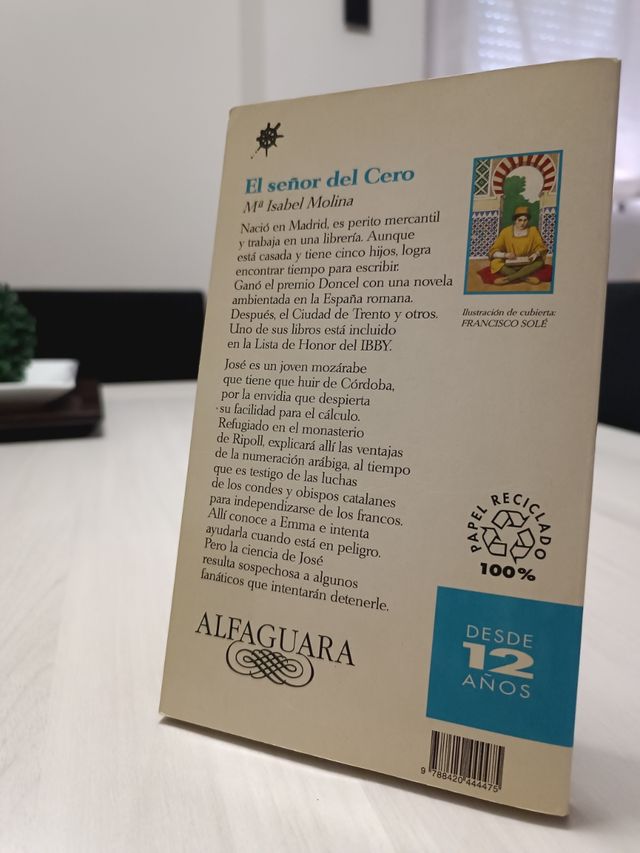 El señor del Cero
Mª Isabel Molina
Nació en Madrid, es perito mercantil
y trabaja en una librería. Aunque
está casada y tiene cinco hijos, logra
encontrar tiempo para escribir.
Ganó el premio Doncel con una novela
ambientada en la España romana.
Después, el Ciudad de Trento y otros.
Uno de sus libros está incluido
en la Lista de Honor del IBBY.
José es un joven mozárabe
que tiene que huir de Córdoba,
por la envidia que despierta
su facilidad para el cálculo.
Refugiado en el monasterio
de Ripoll, explicará allí las ventajas
de la numeración arábiga, al tiempo
que es testigo de las luchas
de los condes y obispos catalanes
para independizarse de los francos.
Allí conoce a Emma e intenta
ayudarla cuando está en peligro.
Pero la ciencia de José
resulta sospechosa a algunos
fanáticos que intentarán detenerle.
ALFAGUARA
Ilustración de cubierta:
FRANCISCO SOLÉ
PAPEL RECICLADO
100%
DESDE
12
AÑOS
9 788420 444475